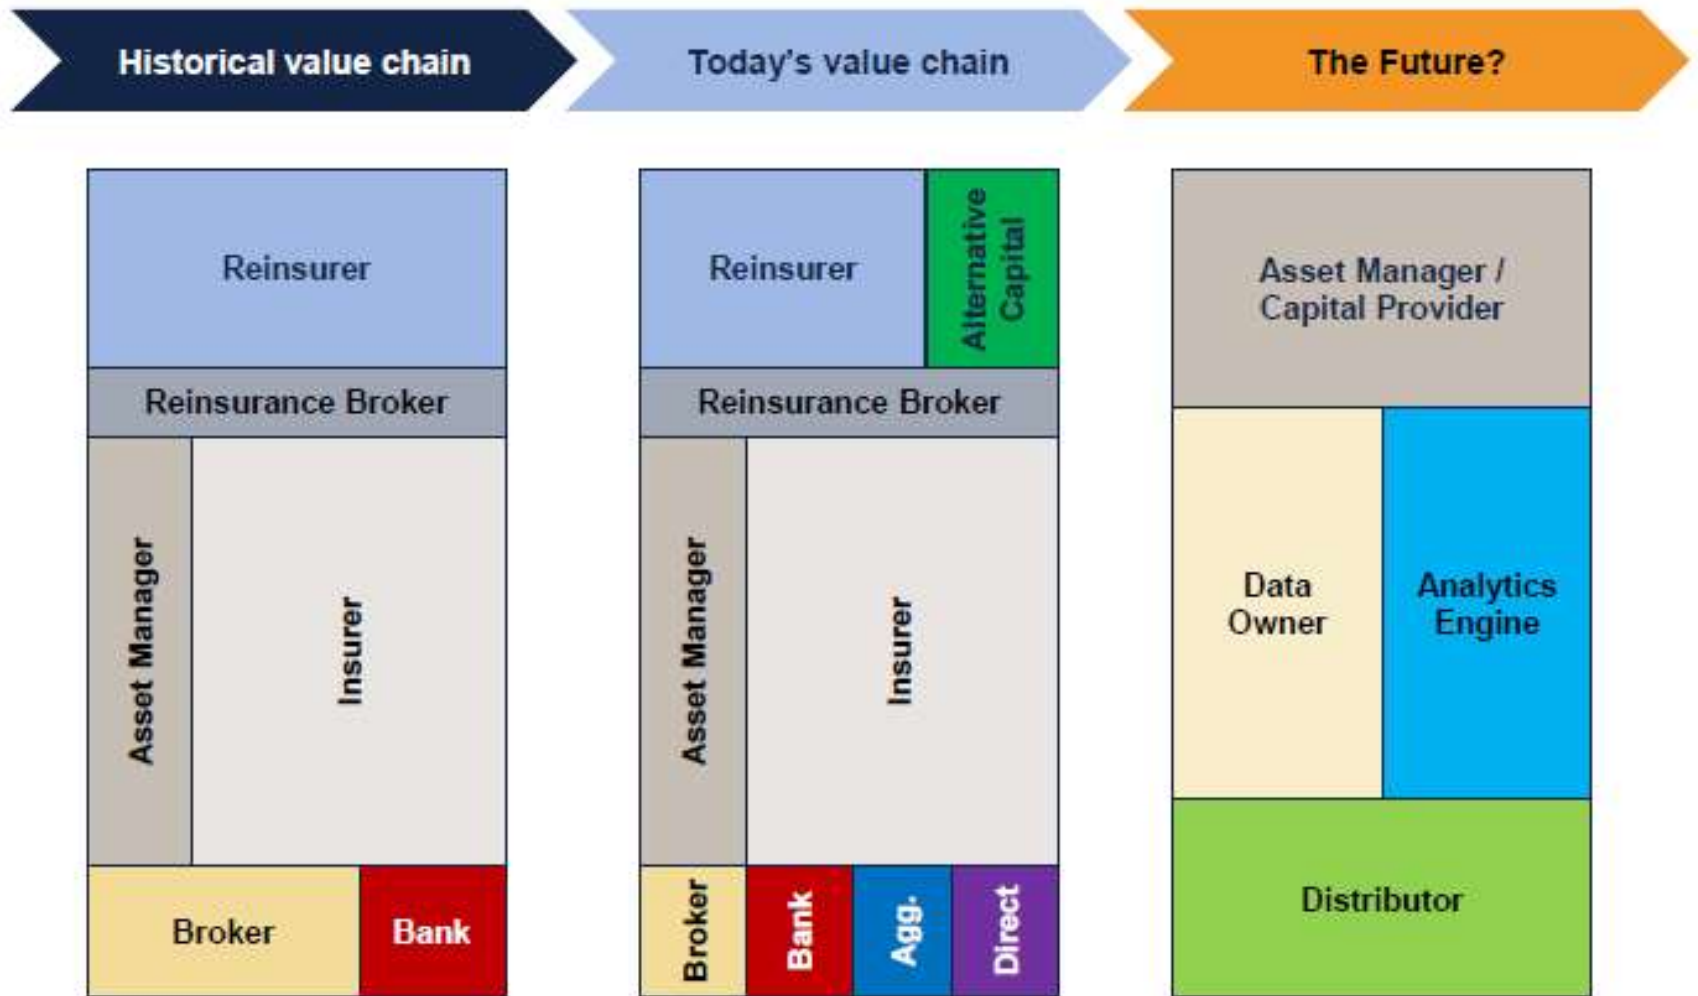 Historical value chain
Today's value chain
The Future?
Reinsurer
Reinsurance Broker
Asset Manager
Insurer
Broker
Bank
Reinsurer
Alternative
Capital
Reinsurance Broker
Asset Manager
Insurer
Broker
Bank
Agg.
Direct
Asset Manager /
Capital Provider
Data
Owner
Analytics
Engine
Distributor